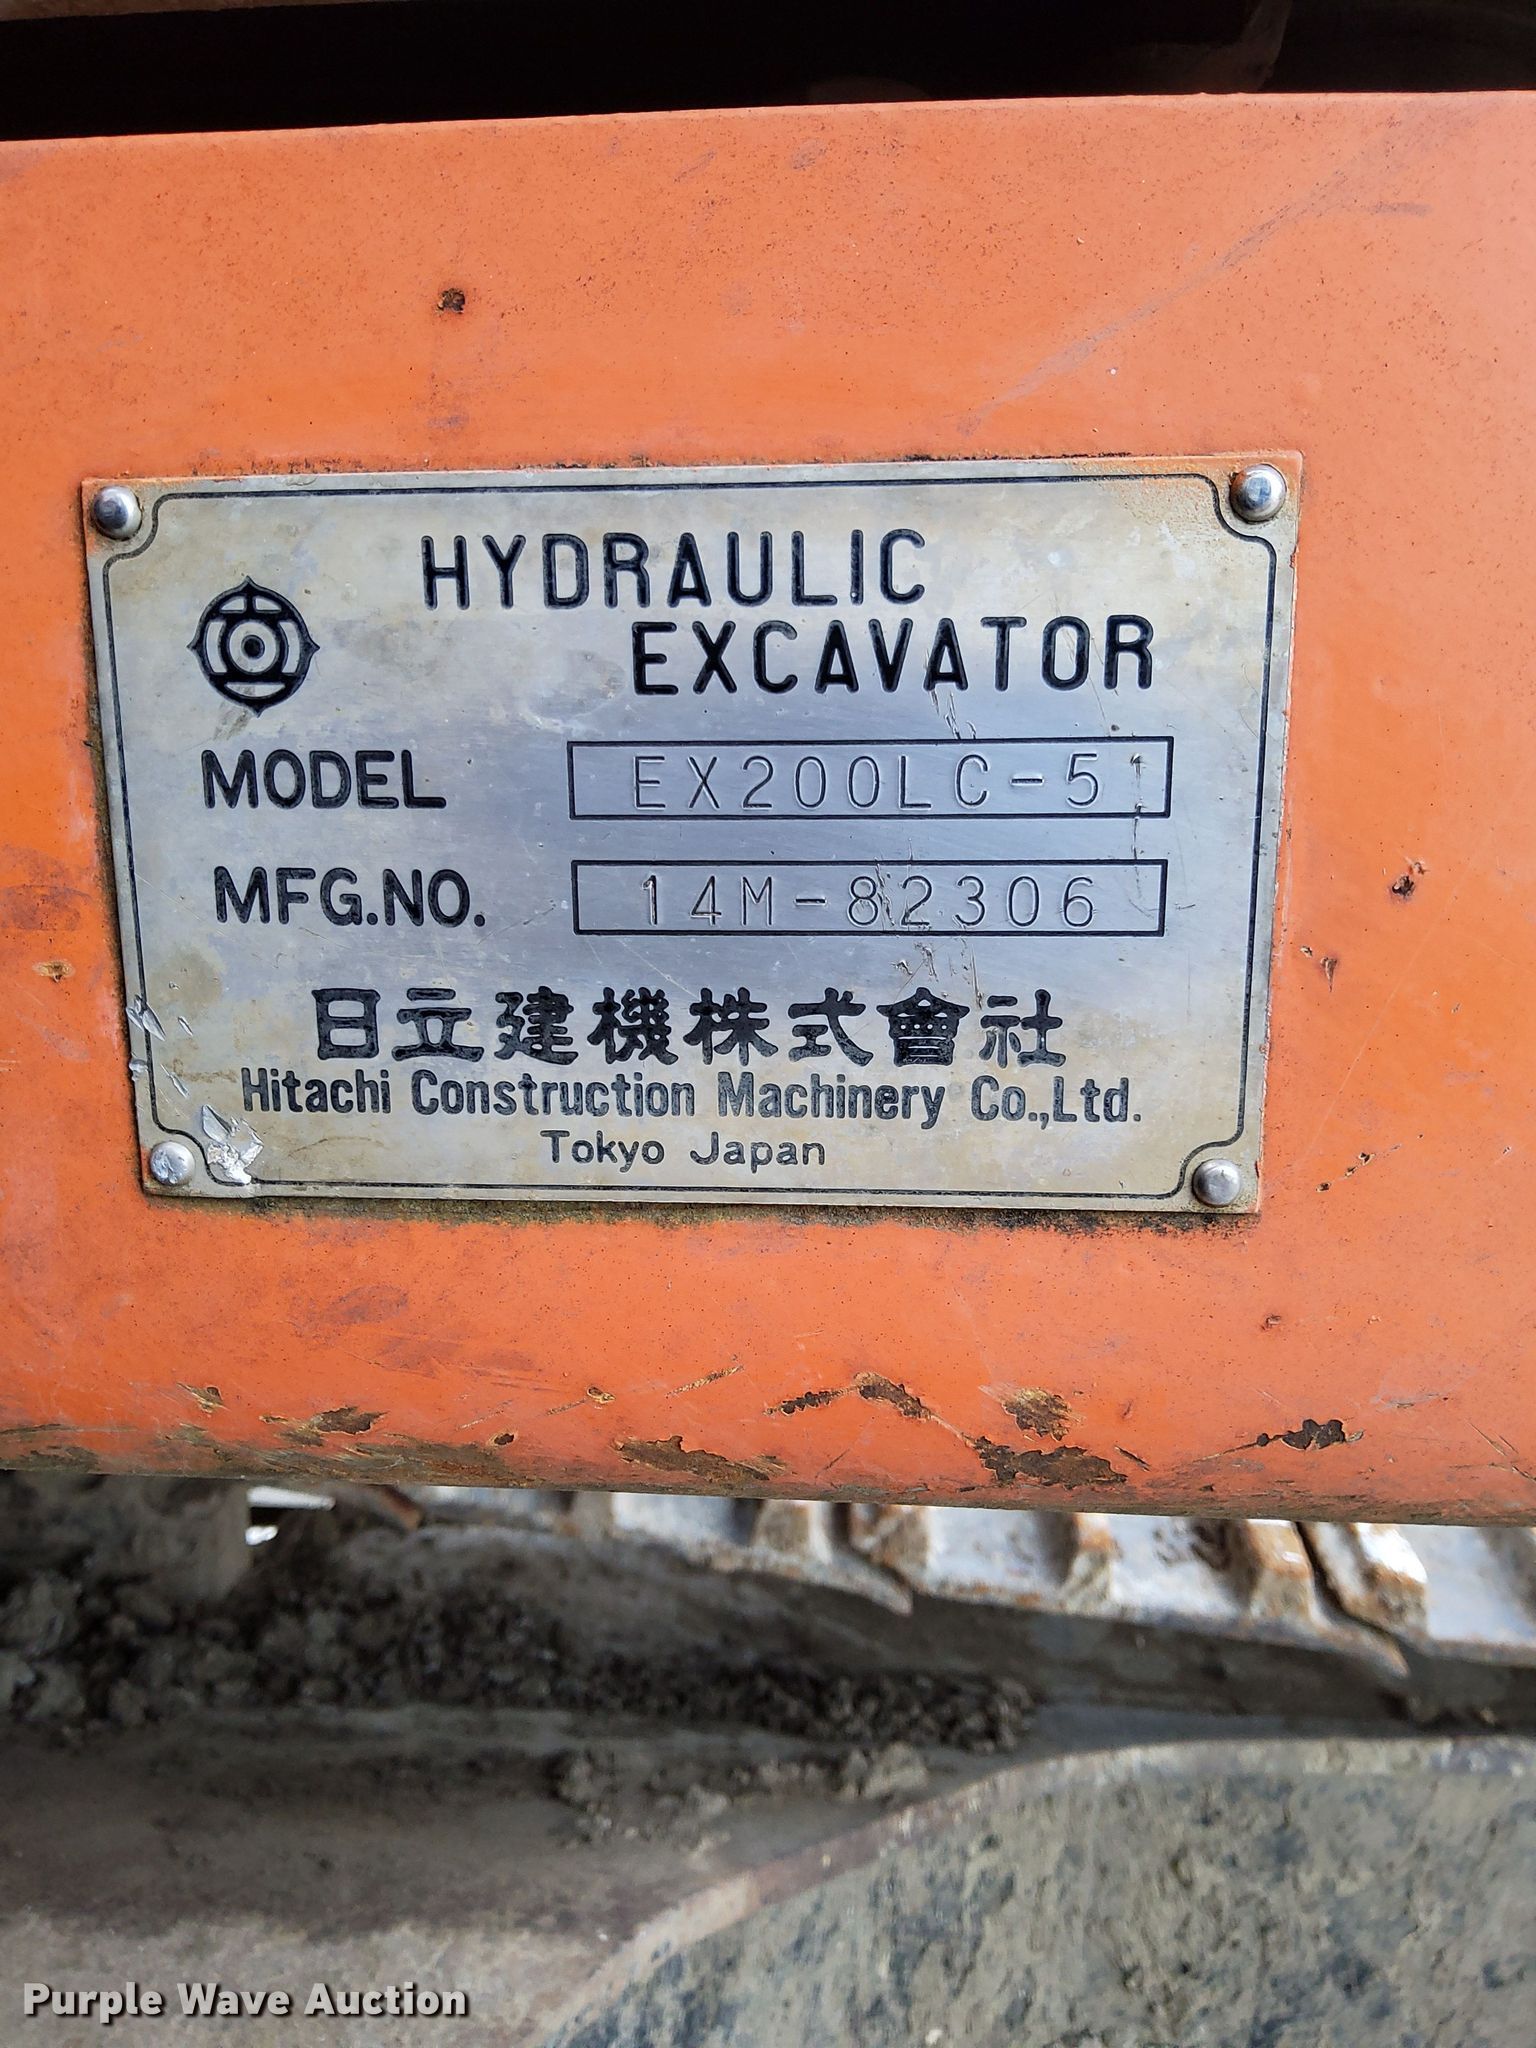 HYDRAULIC
EXCAVATOR
MODEL EX200LC-5
MFG.NO. 14M-82306
日立建機株式會社
Hitachi Construction Machinery Co.,Ltd.
Tokyo Japan
Purple Wave Auction